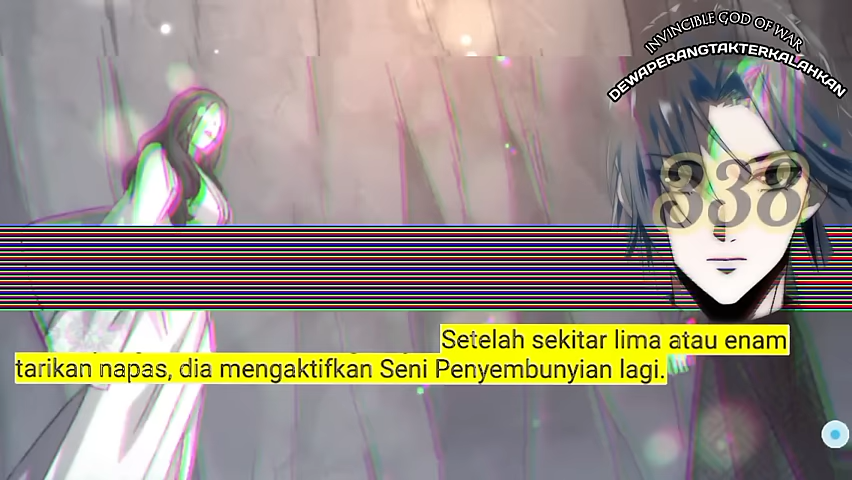 INVINCIBLE GOD OF WAR
DEWAPERANGTAKTERKALAHKAN
338
Setelah sekitar lima atau enam
tarikan napas, dia mengaktifkan Seni Penyembunyian lagi.